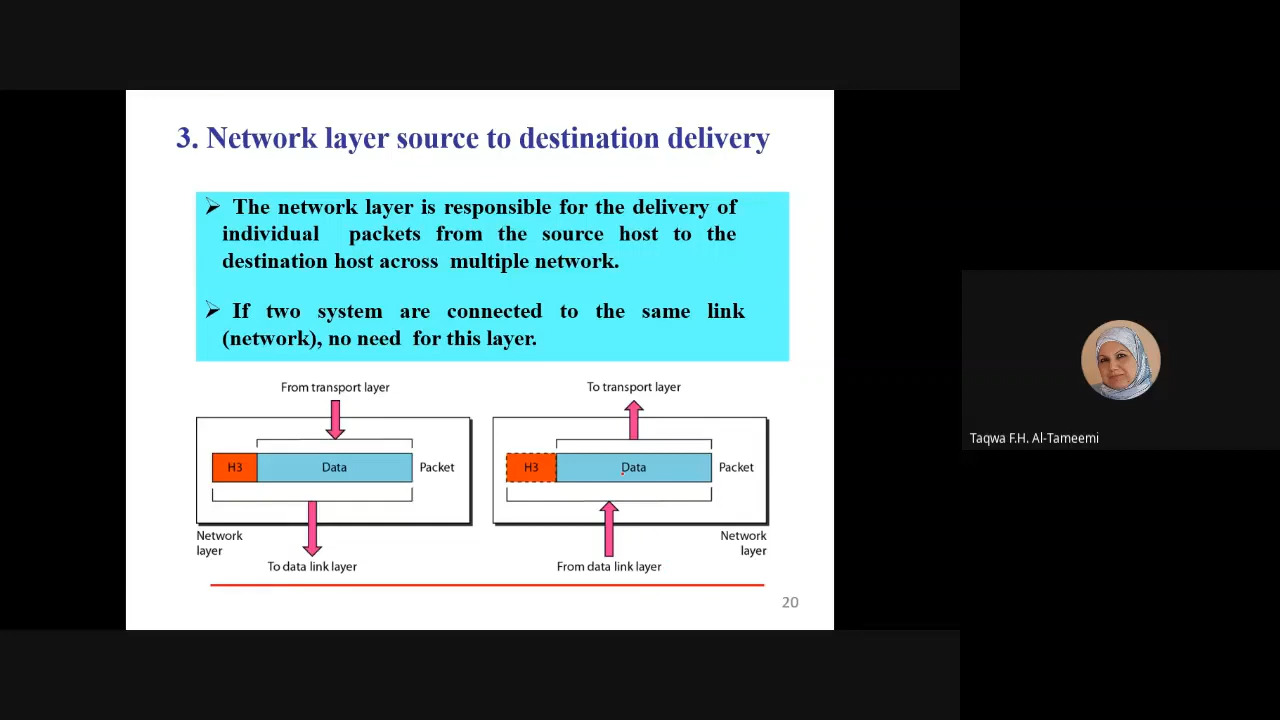 3. Network layer source to destination delivery
➢ The network layer is responsible for the delivery of
individual packets from the source host to the
destination host across multiple network.
➢ If two system are connected to the same link
(network), no need for this layer.
From transport layer
H3
Data
Packet
Network
layer
To data link layer
To transport layer
H3
Data
Packet
Network
layer
From data link layer
20
Taqwa F.H. Al-Tameemi